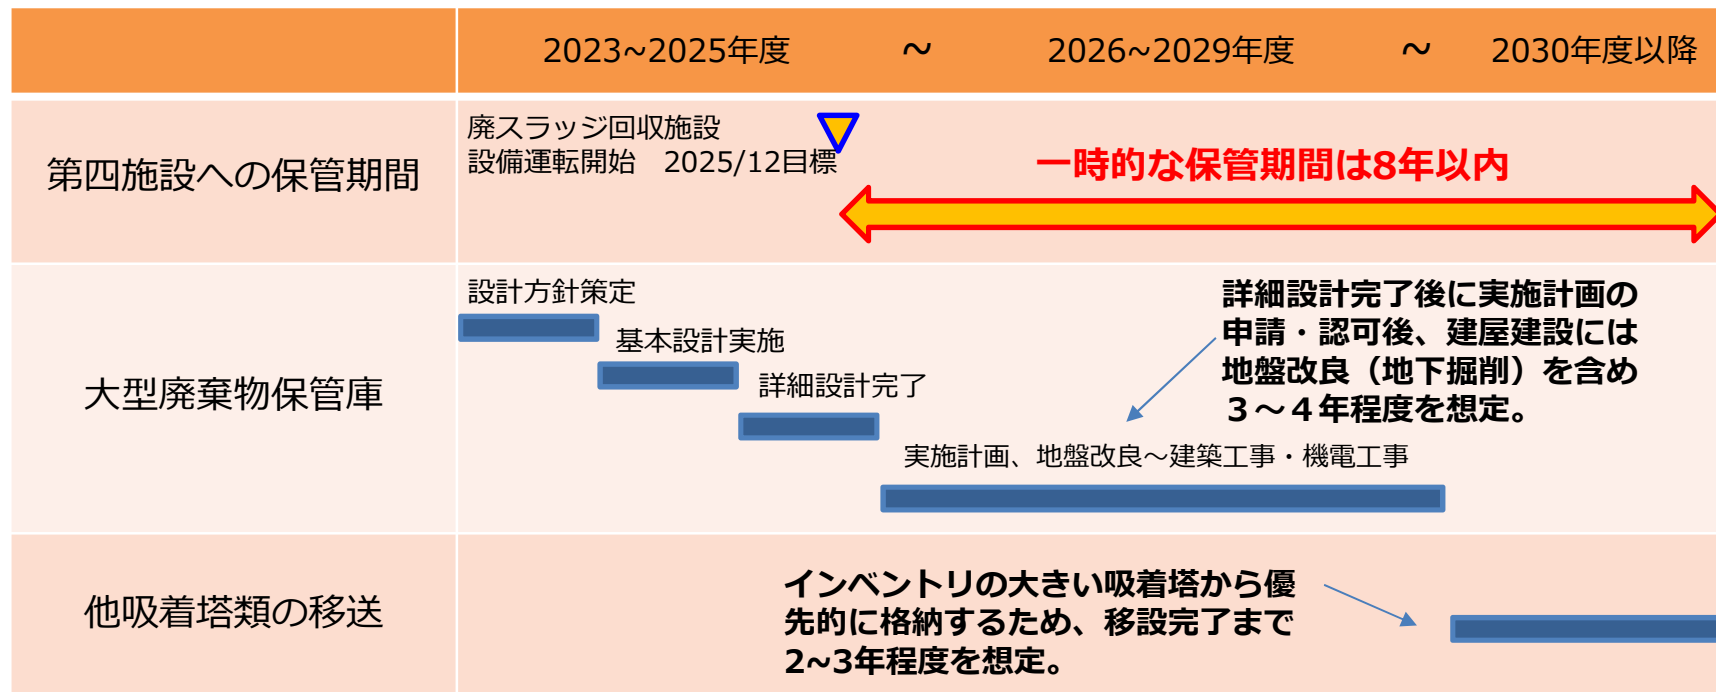 2023~2025年度 ~ 2026~2029年度 ~ 2030年度以降
第四施設への保管期間
廃スラッジ回収施設
設備運転開始　2025/12目標
一時的な保管期間は8年以内
大型廃棄物保管庫
設計方針策定
基本設計実施
詳細設計完了
実施計画、地盤改良～建築工事・機電工事
詳細設計完了後に実施計画の
申請・認可後、建屋建設には
地盤改良（地下掘削）を含め
３～４年程度を想定。
他吸着塔類の移送
インベントリの大きい吸着塔から優
先的に格納するため、移設完了まで
2~3年程度を想定。